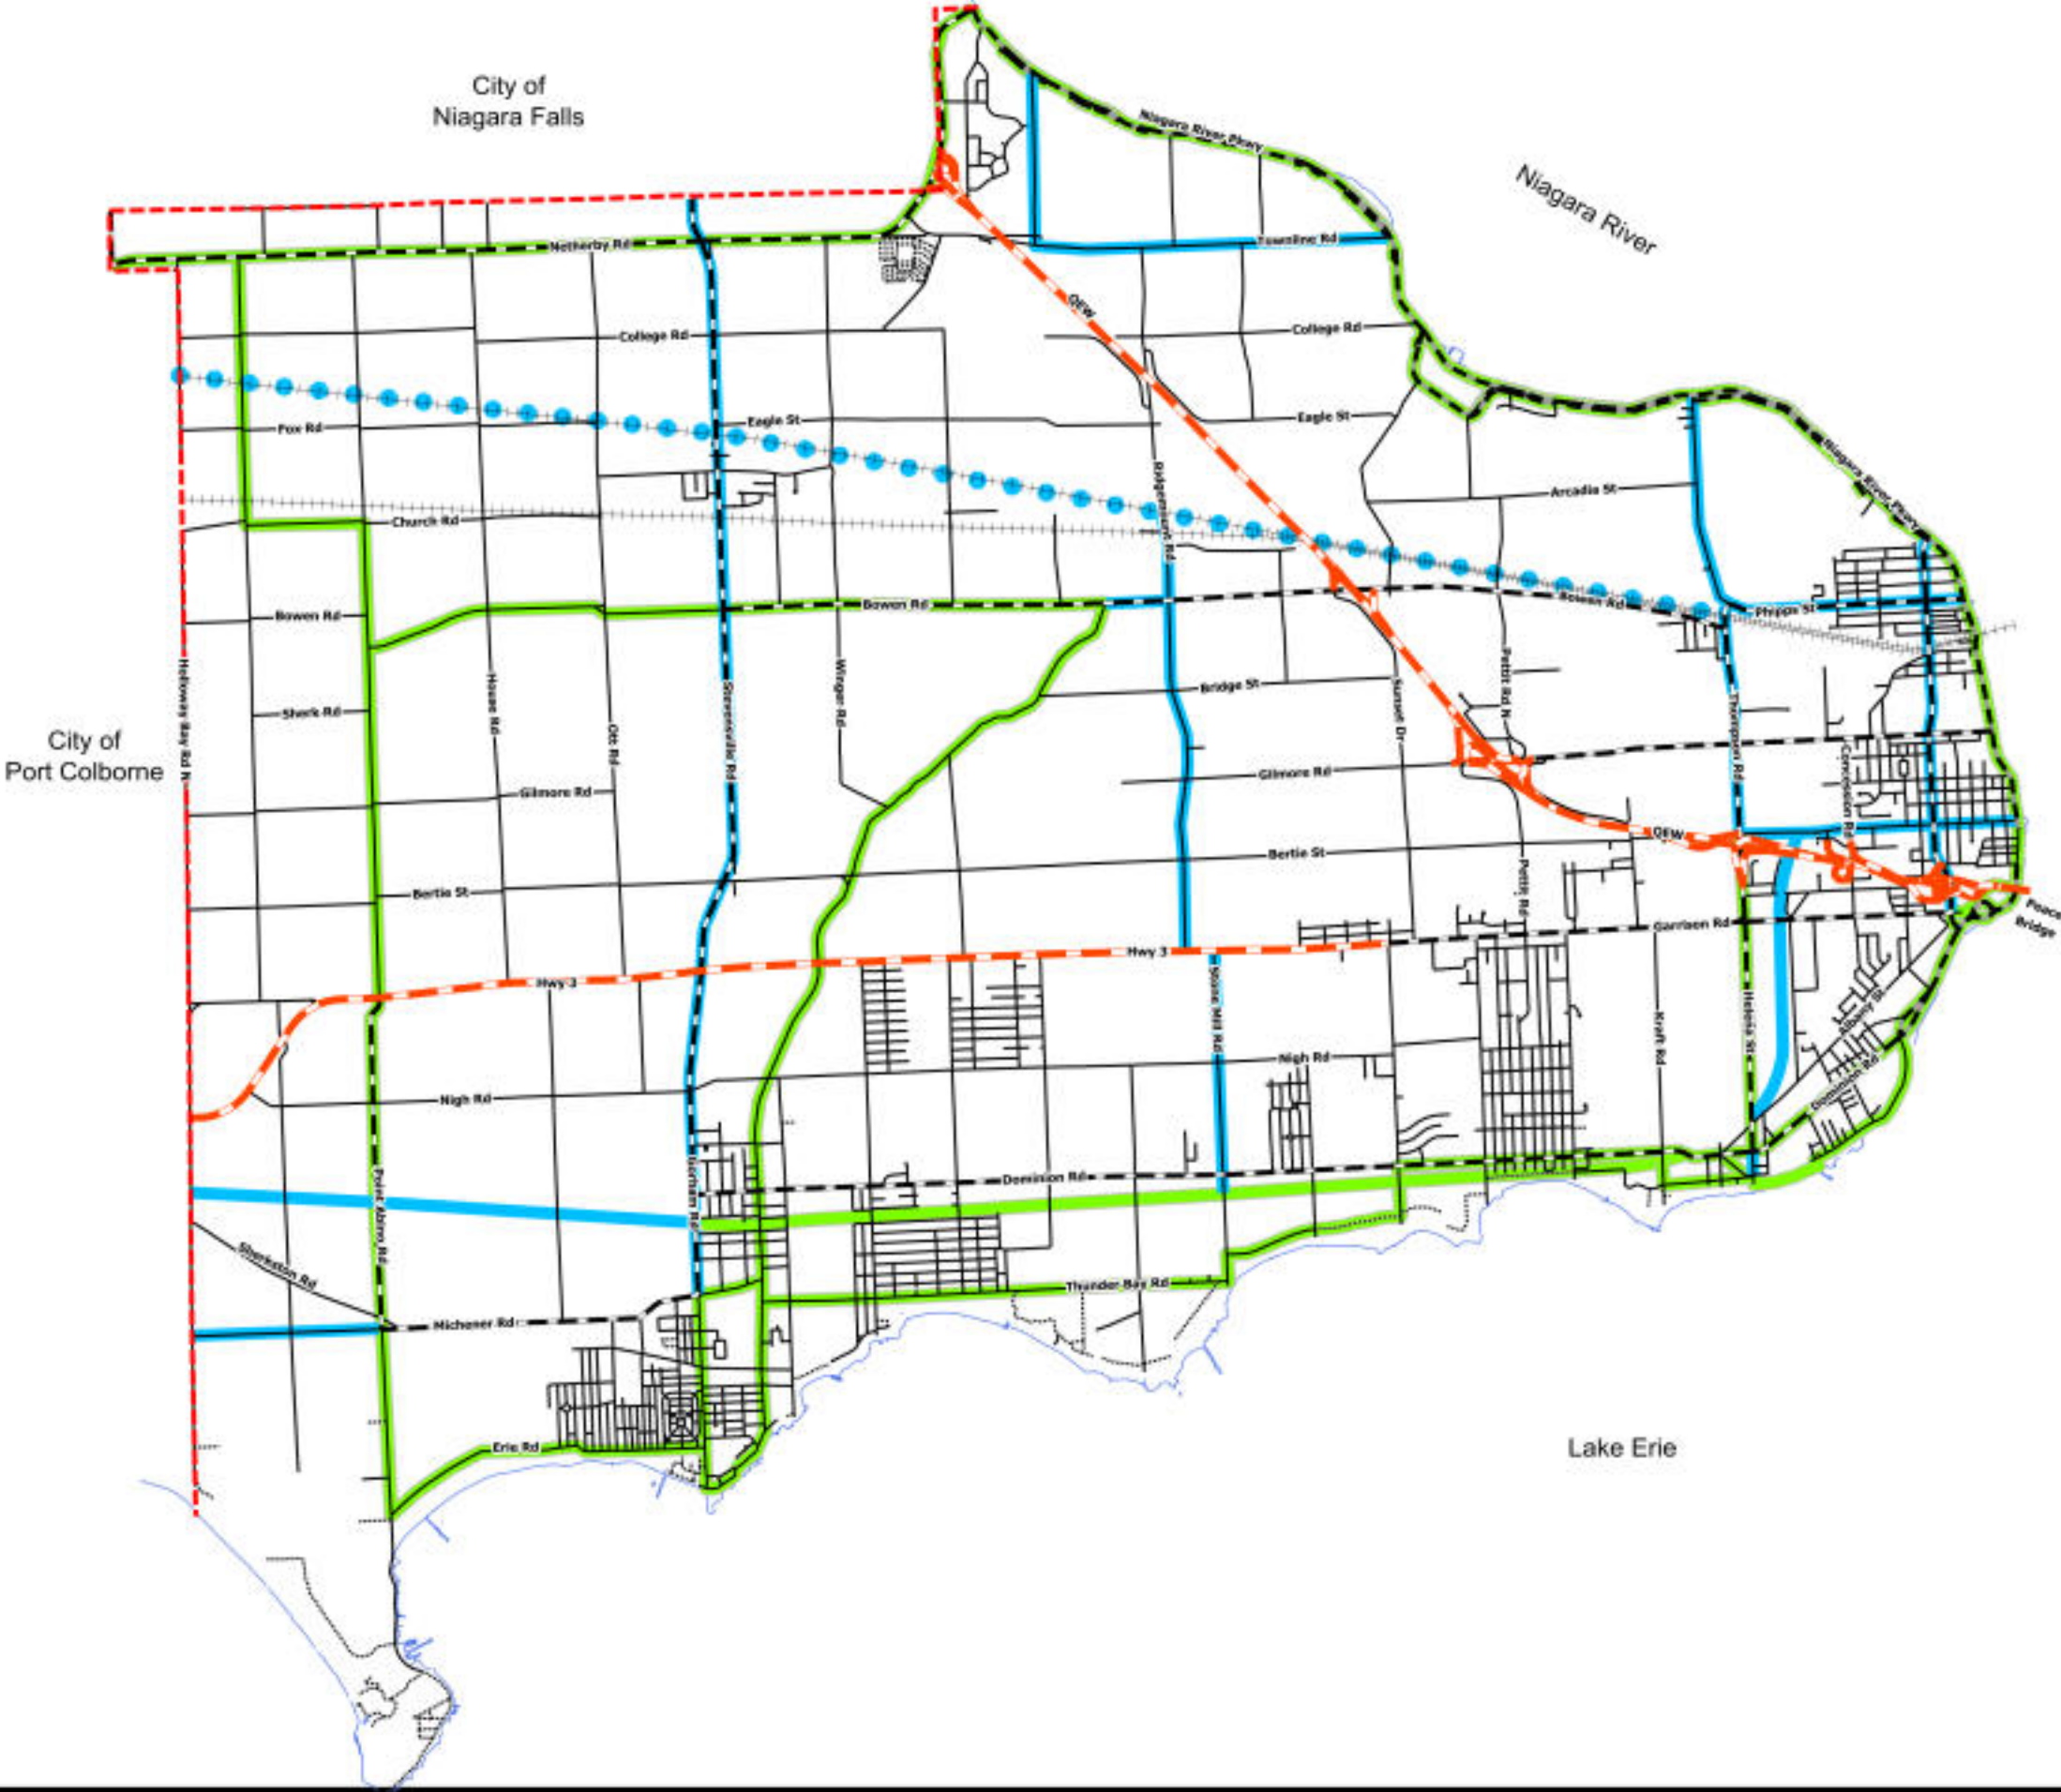 City of
Niagara Falls
Niagara River Pkwy
Niagara River
Netherby Rd
Townline Rd
QEW
College Rd
College Rd
Fox Rd
Eagle St
Eagle St
Ridgemount Rd
Niagara River Pkwy
Arcadia St
Church Rd
Bowen Rd
Bowen Rd
Bowen Rd
Phipps St
Holloway Bay Rd N
House Rd
Ott Rd
Stevensville Rd
Winger Rd
Bridge St
Sunset Dr
Pettit Rd N
Thompson Rd
Sherk Rd
City of
Port Colborne
Gilmore Rd
Gilmore Rd
Concession Rd
QEW
Bertie St
Bertie St
Pettit Rd
Garrison Rd
Peace
Bridge
Hwy 3
Hwy 3
Stone Mill Rd
Helena St
Kraft Rd
Albany St
Nigh Rd
Nigh Rd
Dominion Rd
Dominion Rd
Point Abino Rd
Gorham Rd
Sherkston Rd
Thunder Bay Rd
Michener Rd
Erie Rd
Lake Erie